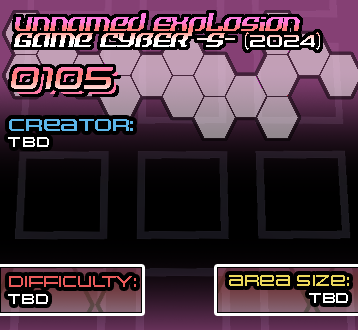 unnamed explosion
GAME CYBER -S- (2024)
0105
CREATOR:
TBD
DIFFICULTY:
TBD
AREA SIZE:
TBD